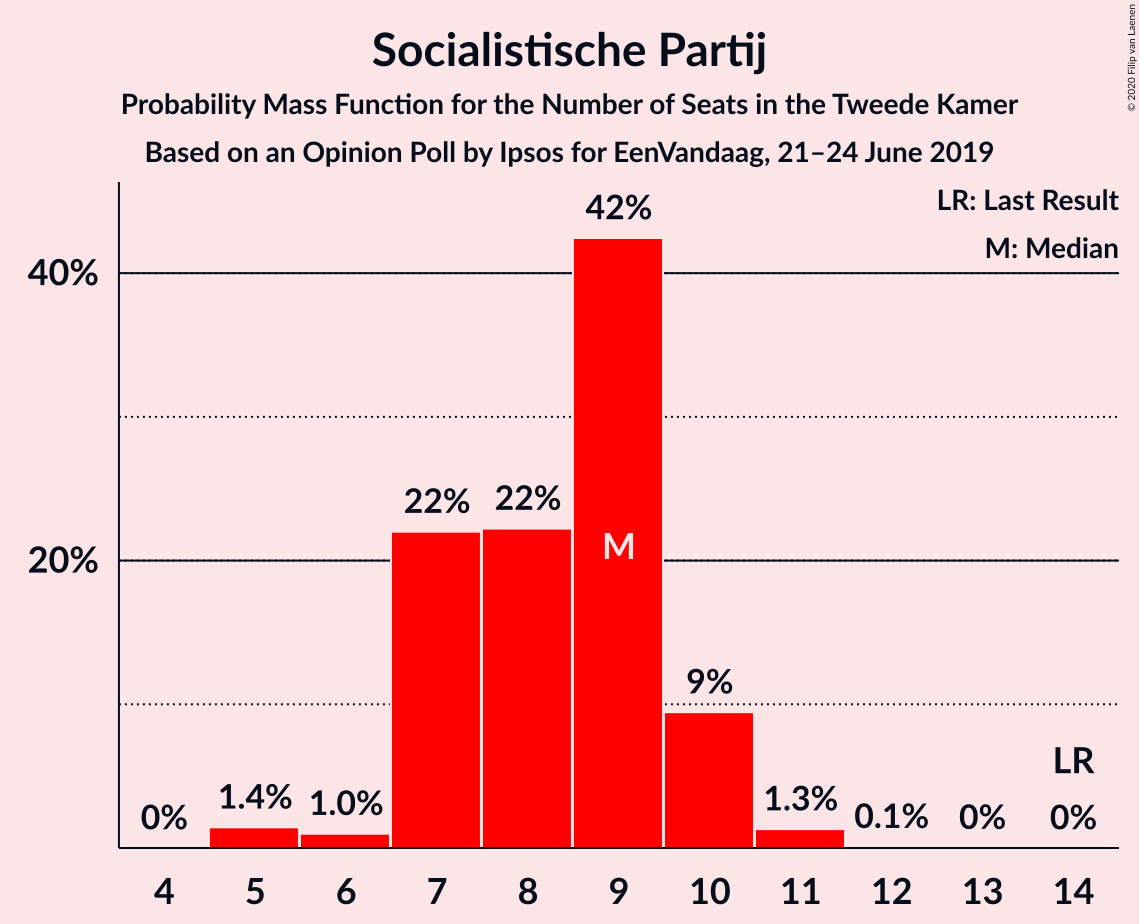 Socialistische Partij
Probability Mass Function for the Number of Seats in the Tweede Kamer
Based on an Opinion Poll by Ipsos for EenVandaag, 21–24 June 2019
© 2020 Filip van Laenen
LR: Last Result
M: Median
42%
40%
22%
22%
M
20%
9%
LR
0%
1.4%
1.0%
1.3%
0.1%
0%
0%
4 5 6 7 8 9 10 11 12 13 14